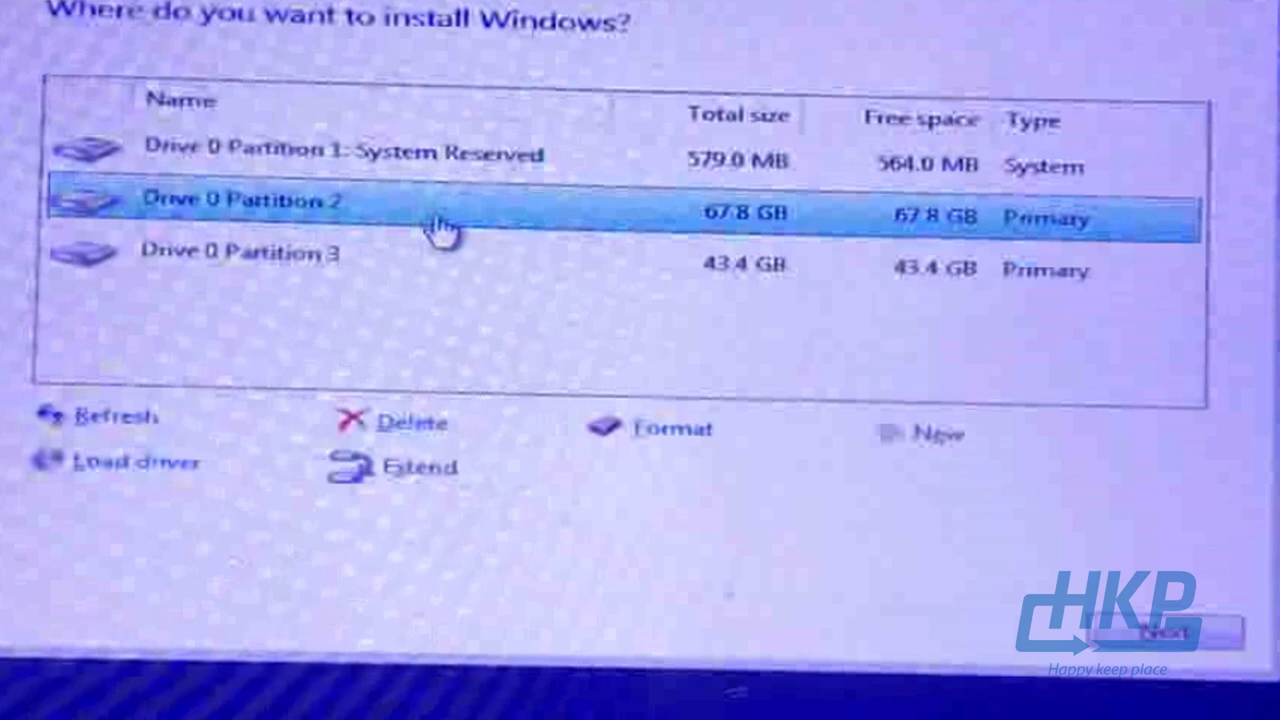 Where do you want to install Windows?
Name Total size Free space Type
Drive 0 Partition 1: System Reserved 579.0 MB 564.0 MB System
Drive 0 Partition 2 67.8 GB 67.8 GB Primary
Drive 0 Partition 3 43.4 GB 43.4 GB Primary
Refresh Delete Format New
Load driver Extend
HKP
Next
Happy keep place